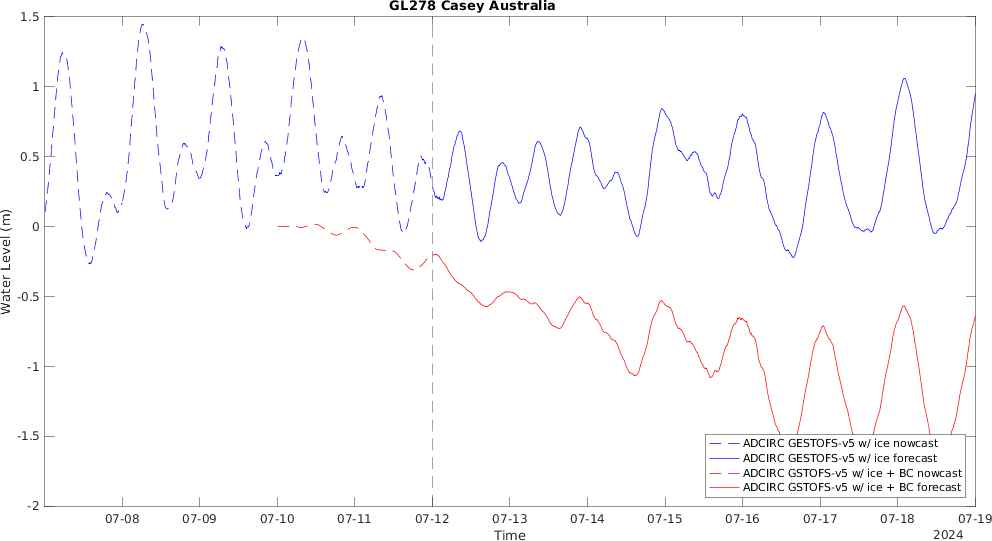 GL278 Casey Australia
1.5
1
0.5
0
-0.5
-1
-1.5
-2
Water Level (m)
ADCIRC GESTOFS-v5 w/ ice nowcast
ADCIRC GESTOFS-v5 w/ ice forecast
ADCIRC GSTOFS-v5 w/ ice + BC nowcast
ADCIRC GSTOFS-v5 w/ ice + BC forecast
07-08 07-09 07-10 07-11 07-12 07-13 07-14 07-15 07-16 07-17 07-18 07-19
Time
2024